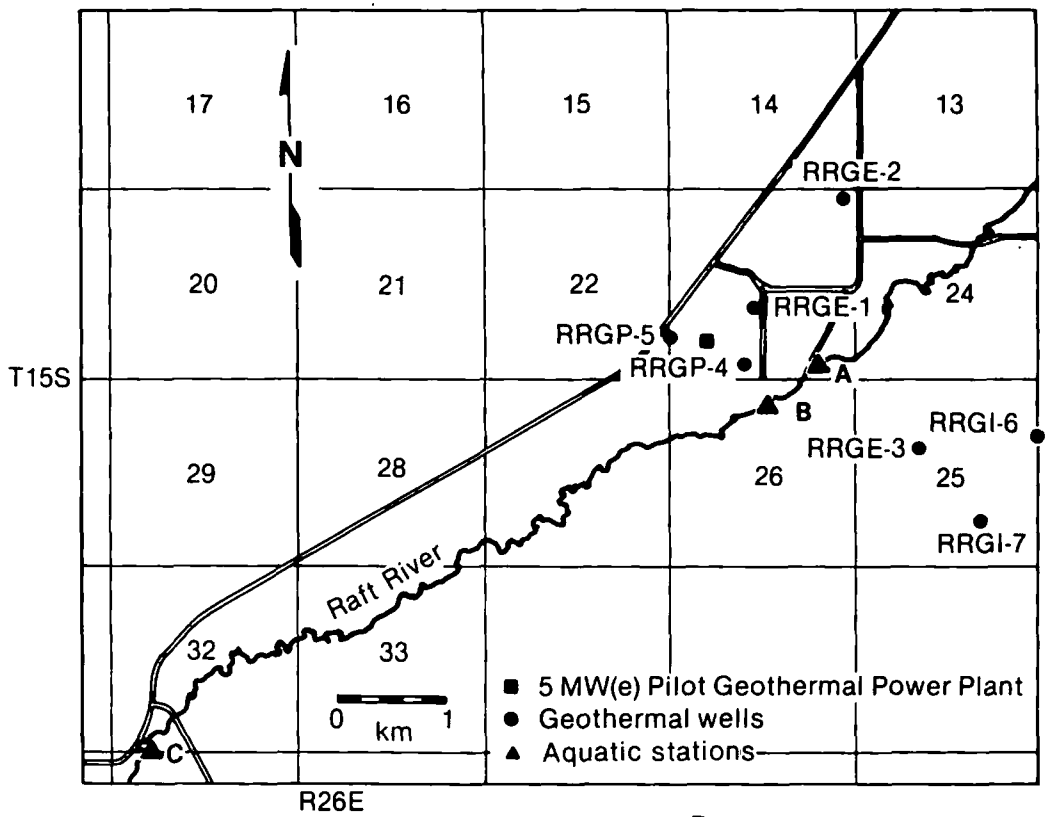 17
16
15
14
13
N
RRGE-2
20
21
22
24
RRGE-1
RRGP-5
RRGP-4
T15S
A
B
RRGI-6
RRGE-3
29
28
26
25
RRGI-7
Raft River
32
33
5 MW(e) Pilot Geothermal Power Plant
0 1
Geothermal wells
km
C
Aquatic stations
R26E